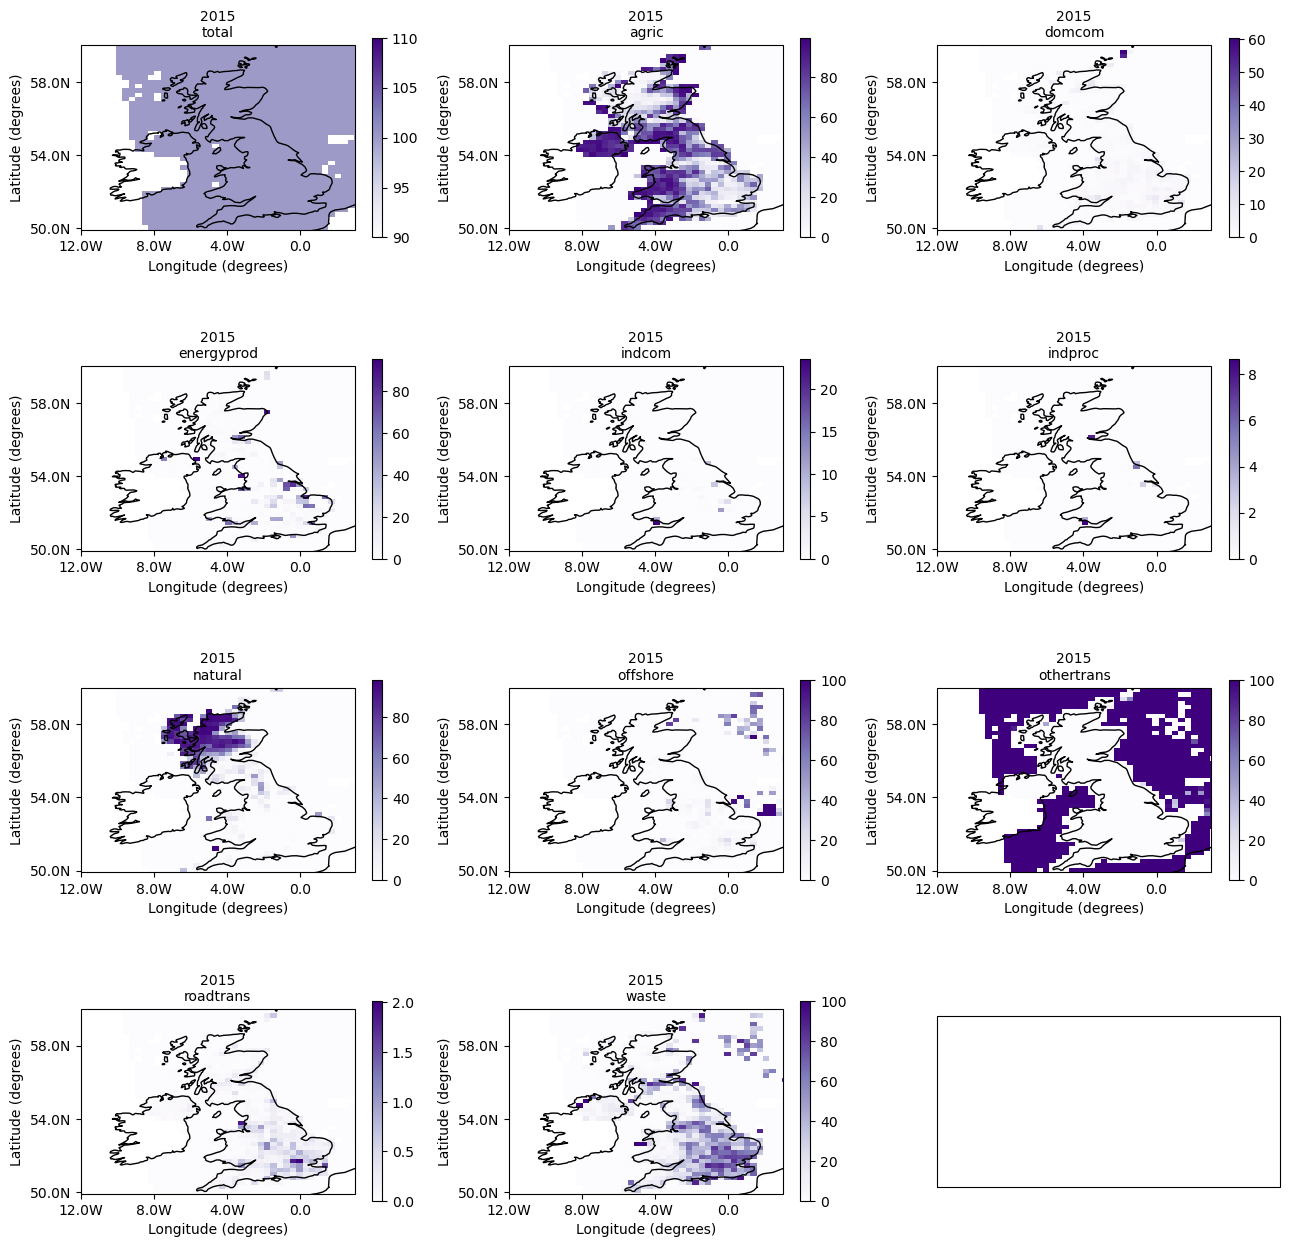 2015
total
110
105
100
95
90
58.0N
54.0N
50.0N
12.0W 8.0W 4.0W 0.0
Latitude (degrees)
Longitude (degrees)
2015
agric
80
60
40
20
0
58.0N
54.0N
50.0N
12.0W 8.0W 4.0W 0.0
Latitude (degrees)
Longitude (degrees)
2015
domcom
60
50
40
30
20
10
0
58.0N
54.0N
50.0N
12.0W 8.0W 4.0W 0.0
Latitude (degrees)
Longitude (degrees)
2015
energyprod
80
60
40
20
0
58.0N
54.0N
50.0N
12.0W 8.0W 4.0W 0.0
Latitude (degrees)
Longitude (degrees)
2015
indcom
20
15
10
5
0
58.0N
54.0N
50.0N
12.0W 8.0W 4.0W 0.0
Latitude (degrees)
Longitude (degrees)
2015
indproc
8
6
4
2
0
58.0N
54.0N
50.0N
12.0W 8.0W 4.0W 0.0
Latitude (degrees)
Longitude (degrees)
2015
natural
80
60
40
20
0
58.0N
54.0N
50.0N
12.0W 8.0W 4.0W 0.0
Latitude (degrees)
Longitude (degrees)
2015
offshore
100
80
60
40
20
0
58.0N
54.0N
50.0N
12.0W 8.0W 4.0W 0.0
Latitude (degrees)
Longitude (degrees)
2015
othertrans
100
80
60
40
20
0
58.0N
54.0N
50.0N
12.0W 8.0W 4.0W 0.0
Latitude (degrees)
Longitude (degrees)
2015
roadtrans
2.0
1.5
1.0
0.5
0.0
58.0N
54.0N
50.0N
12.0W 8.0W 4.0W 0.0
Latitude (degrees)
Longitude (degrees)
2015
waste
100
80
60
40
20
0
58.0N
54.0N
50.0N
12.0W 8.0W 4.0W 0.0
Latitude (degrees)
Longitude (degrees)